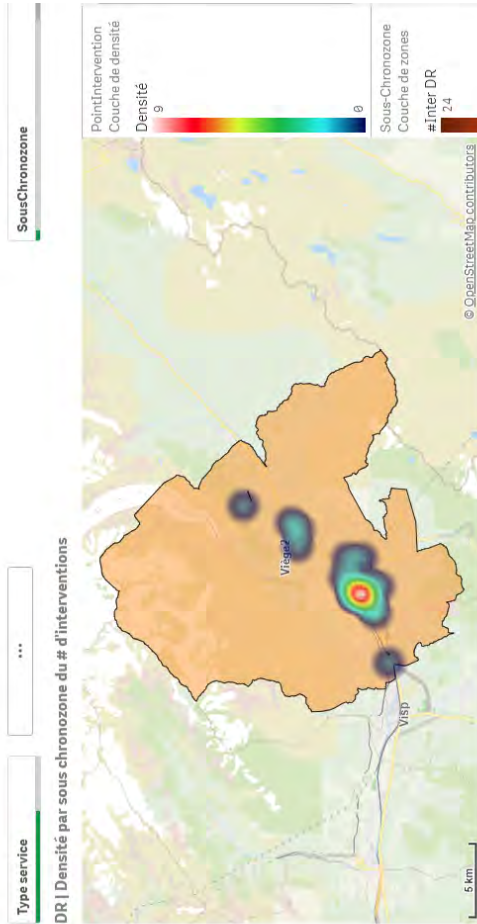 Type service
...
SousChronozone
DR | Densité par sous chronozone du # d'interventions
Viège2
Visp
5 km
© OpenStreetMap contributors
PointIntervention
Couche de densité
Densité
9
0
Sous-Chronozone
Couche de zones
#Inter DR
24